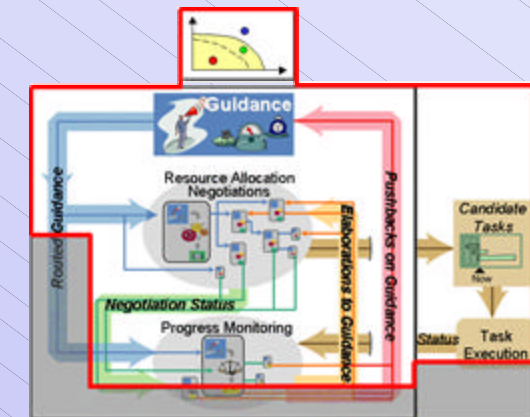 Guidance
Resource Allocation
Negotiations
Routed Guidance
Pushbacks on Guidance
Elaborations to Guidance
Candidate
Tasks
Now
Negotiation Status
Progress Monitoring
Status
Task
Execution